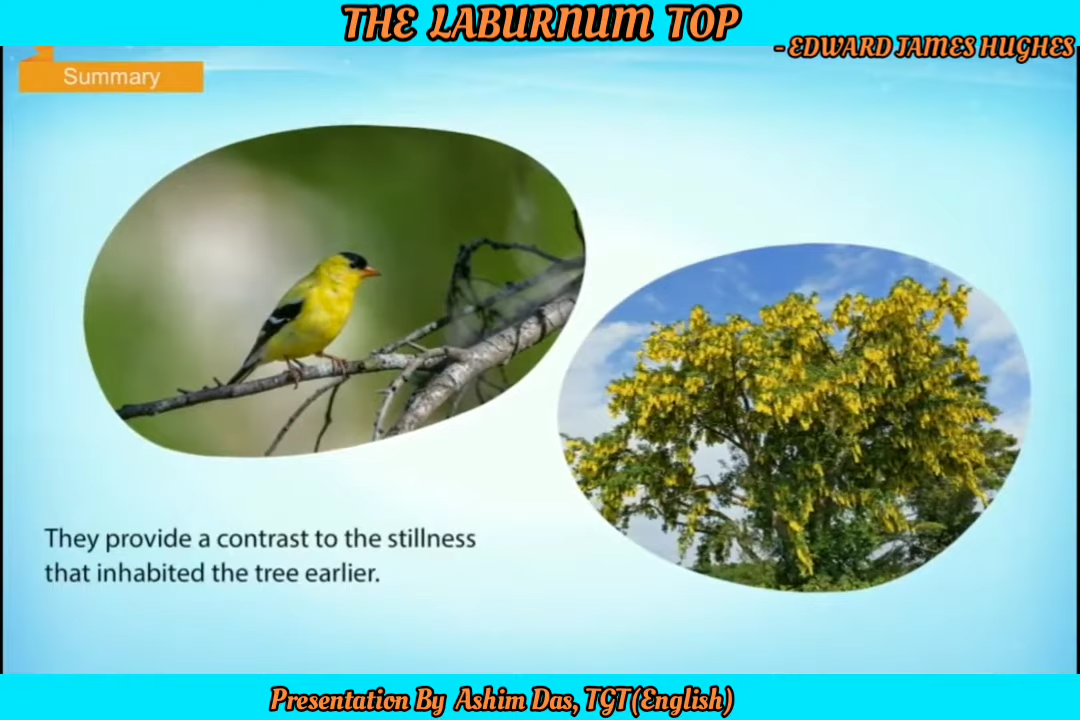 THE LABURNUM TOP
- EDWARD JAMES HUGHES
Summary
They provide a contrast to the stillness
that inhabited the tree earlier.
Presentation By Ashim Das, TGT(English)